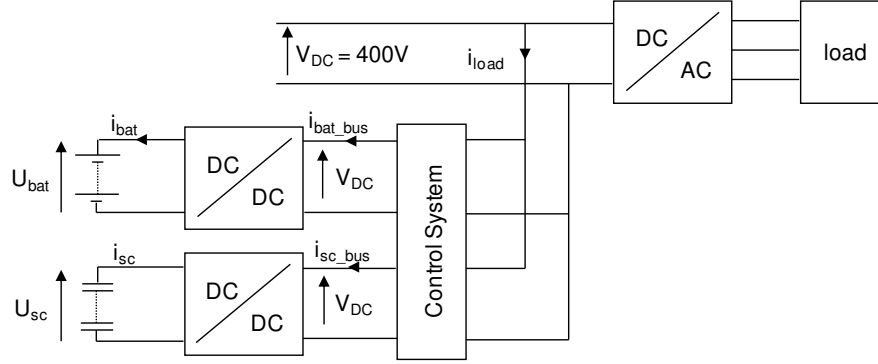 V_DC = 400V
i_load
DC
AC
load
i_bat
i_bat_bus
U_bat
DC
DC
V_DC
Control System
i_sc
i_sc_bus
U_sc
DC
DC
V_DC